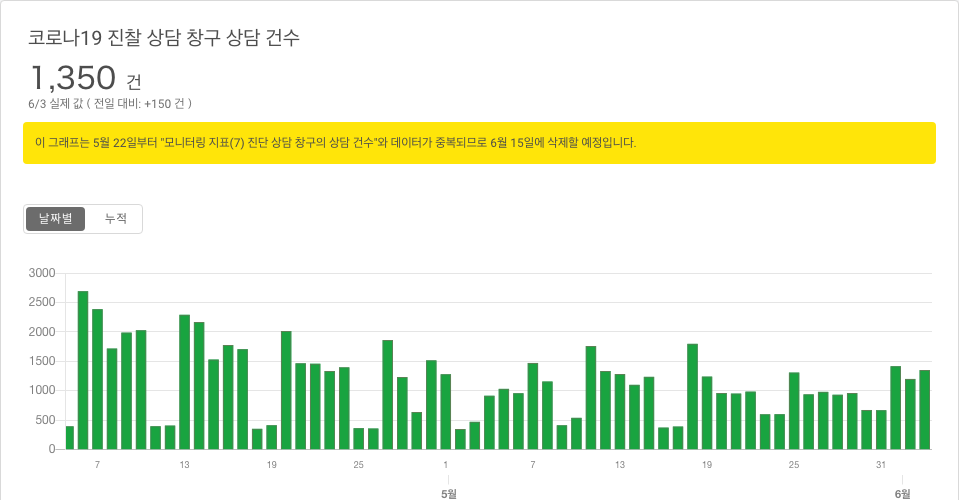 코로나19 진찰 상담 창구 상담 건수
1,350 건
6/3 실제 값 ( 전일 대비: +150 건 )
이 그래프는 5월 22일부터 "모니터링 지표(7) 진단 상담 창구의 상담 건수"와 데이터가 중복되므로 6월 15일에 삭제할 예정입니다.
날짜별 누적
3000
2500
2000
1500
1000
500
0
7 13 19 25 1 7 13 19 25 31
5월 6월